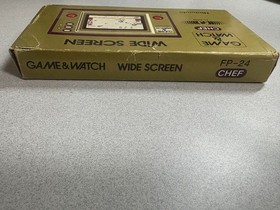 WIDE SCREEN
GAME
&
WATCH
CHEF
GAME&WATCH WIDE SCREEN FP-24
CHEF